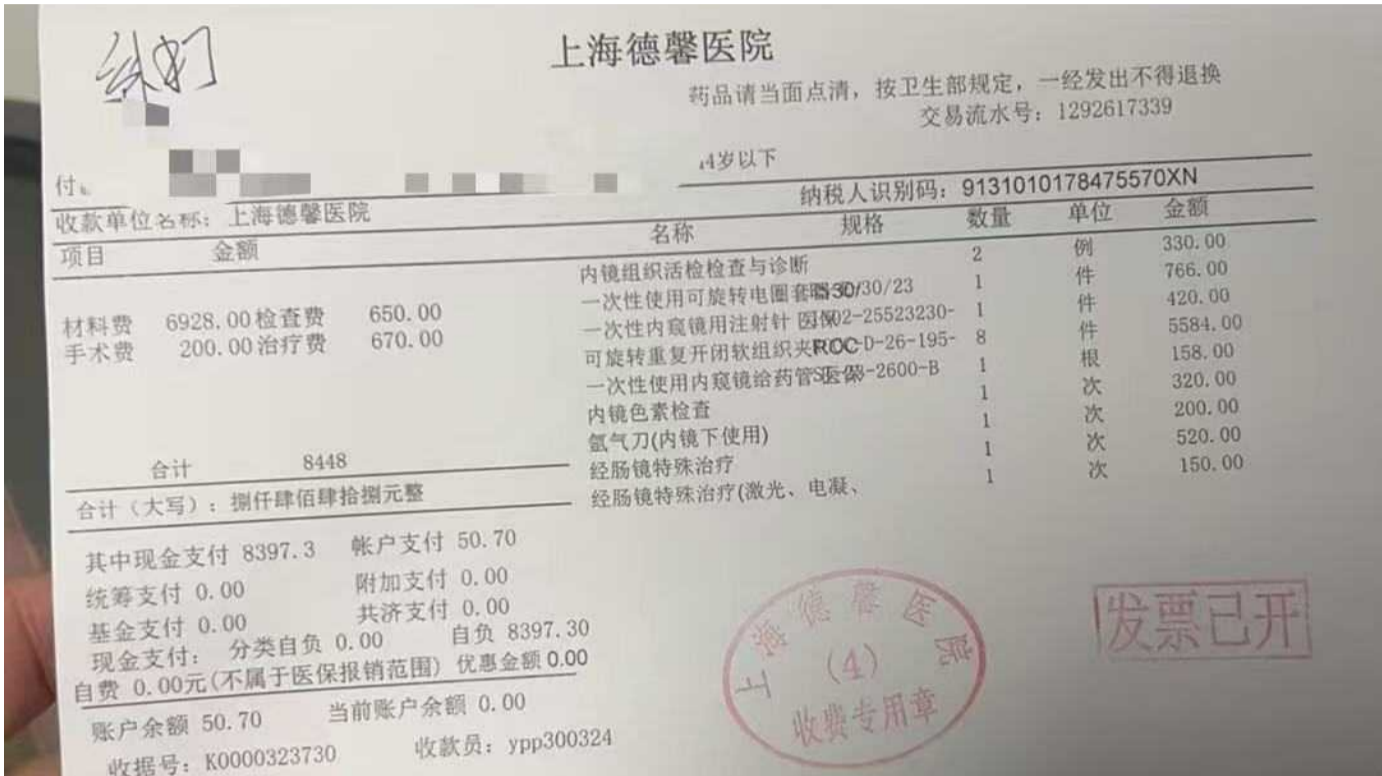 上海德馨医院
药品请当面点清，按卫生部规定，一经发出不得退换
交易流水号：1292617339
4岁以下
付
纳税人识别码：9131010178475570XN
收款单位名称：上海德馨医院
项目 金额 名称 规格 数量 单位 金额
内镜组织活检检查与诊断 2 例 330.00
一次性使用可旋转电圈套器 30/23 1 件 766.00
一次性内窥镜用注射针 医保02-25523230- 1 件 420.00
材料费 6928.00 检查费 650.00
可旋转重复开闭软组织夹ROC-D-26-195- 8 件 5584.00
手术费 200.00 治疗费 670.00
一次性使用内窥镜给药管 医保-2600-B 1 根 158.00
内镜色素检查 1 次 320.00
氩气刀(内镜下使用) 1 次 200.00
经肠镜特殊治疗 1 次 520.00
经肠镜特殊治疗(激光、电凝、 1 次 150.00
合计 8448
合计（大写）：捌仟肆佰肆拾捌元整
其中现金支付 8397.3 帐户支付 50.70
统筹支付 0.00 附加支付 0.00
基金支付 0.00 共济支付 0.00
现金支付： 分类自负 0.00 自负 8397.30
自费 0.00元(不属于医保报销范围) 优惠金额 0.00
账户余额 50.70 当前账户余额 0.00
收据号：K0000323730 收款员：ypp300324
上海德馨医院
(4)
收费专用章
发票已开